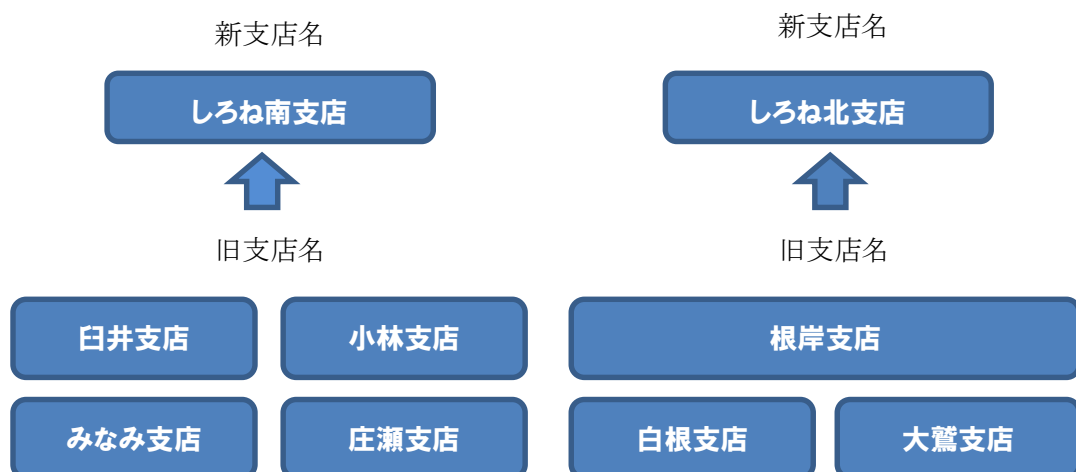 新支店名
しろね南支店
旧支店名
臼井支店
小林支店
みなみ支店
庄瀬支店
新支店名
しろね北支店
旧支店名
根岸支店
白根支店
大鷲支店